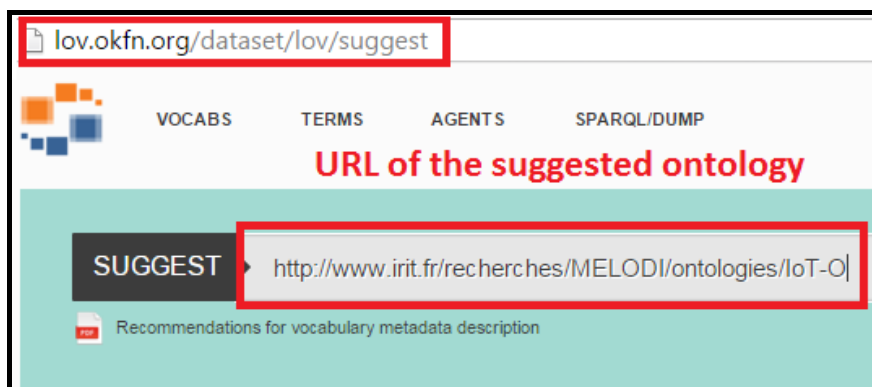 lov.okfn.org/dataset/lov/suggest
VOCABS TERMS AGENTS SPARQL/DUMP
URL of the suggested ontology
SUGGEST http://www.irit.fr/recherches/MELODI/ontologies/IoT-O
PDF Recommendations for vocabulary metadata description